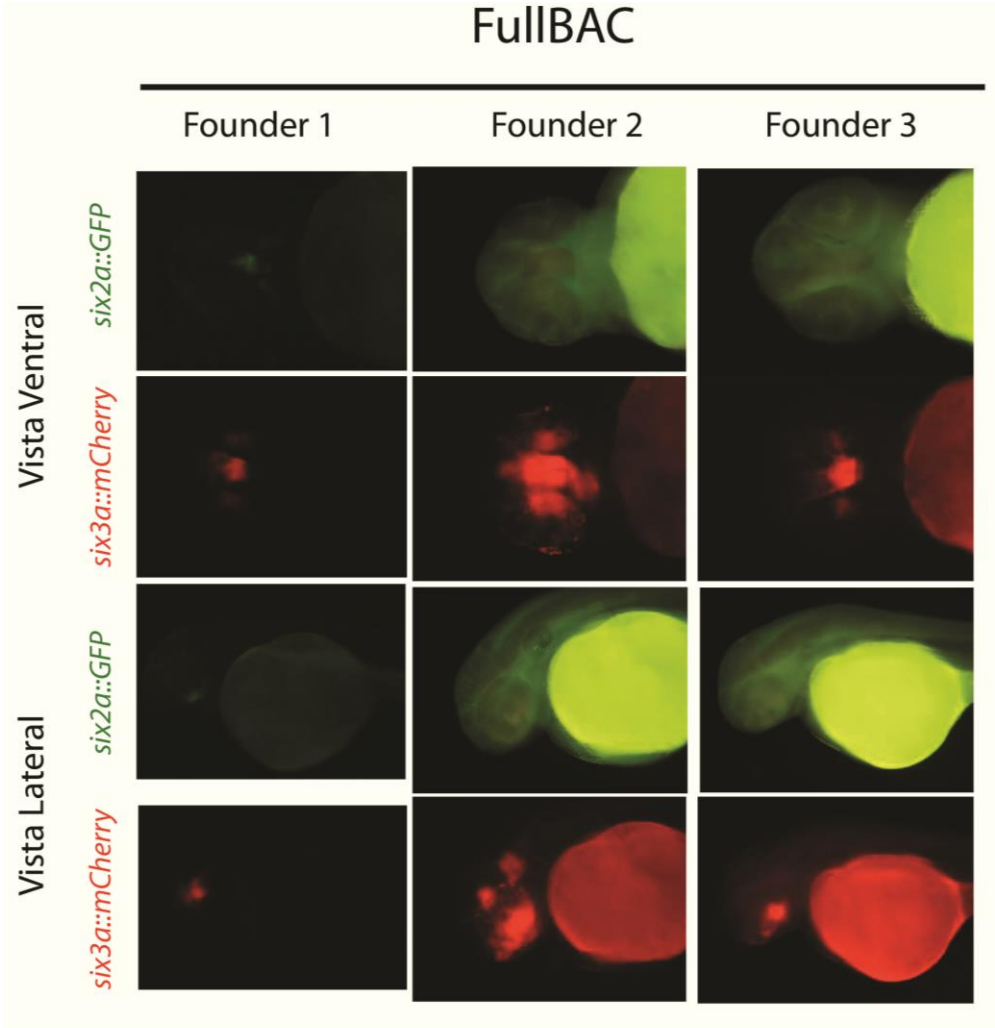 FullBAC
Founder 1
Founder 2
Founder 3
Vista Ventral
six2a::GFP
six3a::mCherry
Vista Lateral
six2a::GFP
six3a::mCherry